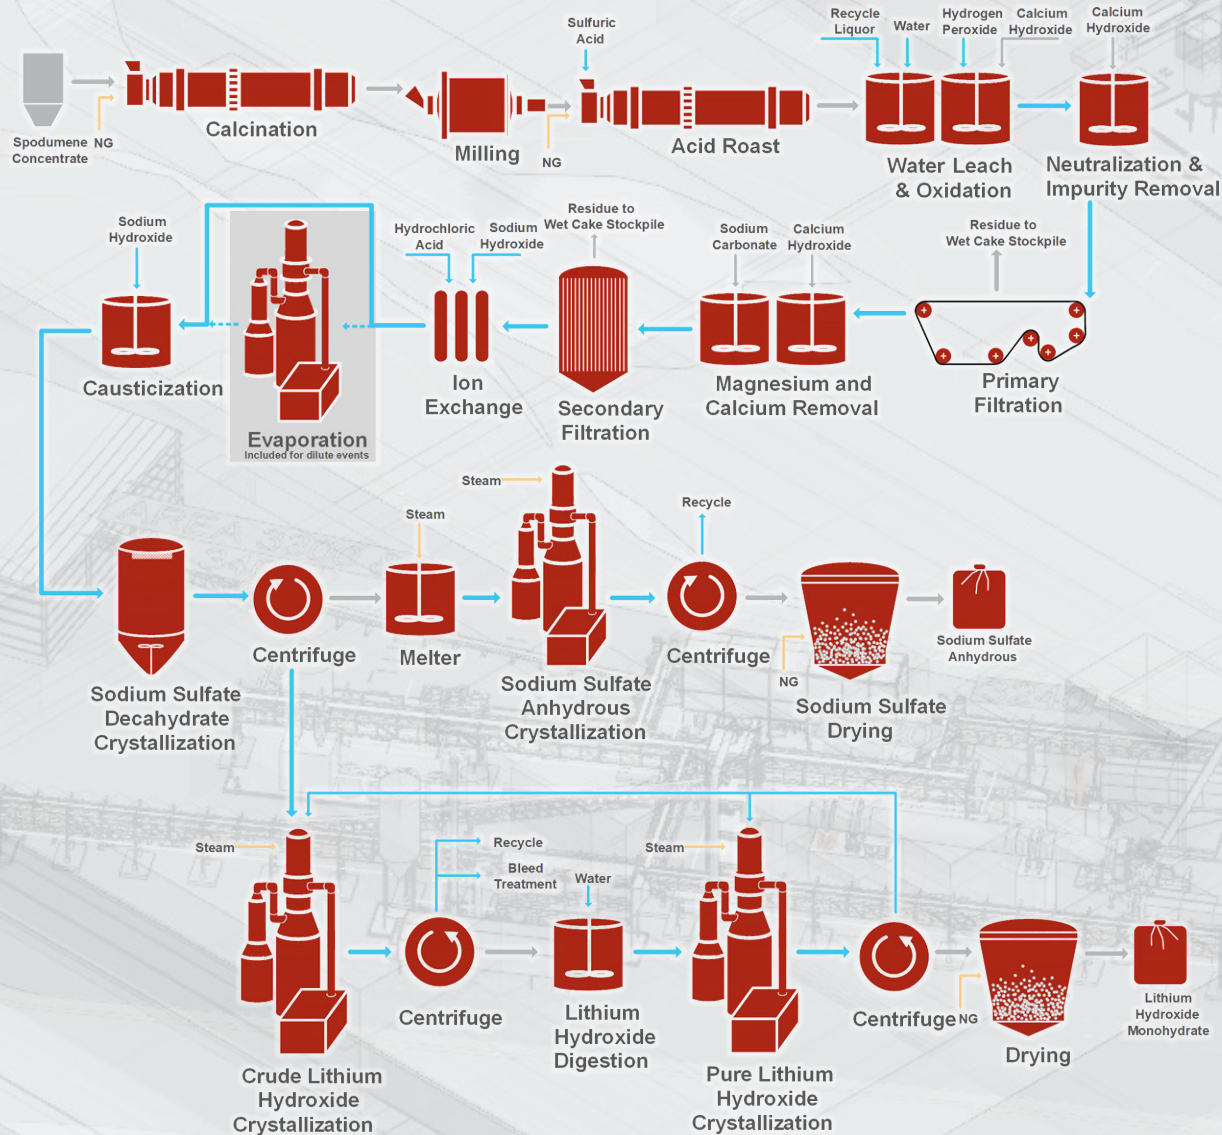 Sulfuric
Acid
Recycle
Liquor
Water
Hydrogen
Peroxide
Calcium
Hydroxide
Calcium
Hydroxide
Spodumene
Concentrate
NG
Calcination
Milling
NG
Acid Roast
Water Leach
& Oxidation
Neutralization &
Impurity Removal
Sodium
Hydroxide
Hydrochloric
Acid
Sodium
Hydroxide
Residue to
Wet Cake Stockpile
Sodium
Carbonate
Calcium
Hydroxide
Residue to
Wet Cake Stockpile
Causticization
Evaporation
Included for dilute events
Ion
Exchange
Secondary
Filtration
Magnesium and
Calcium Removal
Primary
Filtration
Steam
Steam
Recycle
Sodium Sulfate
Decahydrate
Crystallization
Centrifuge
Melter
Sodium Sulfate
Anhydrous
Crystallization
Centrifuge
NG
Sodium Sulfate
Drying
Sodium Sulfate
Anhydrous
Steam
Recycle
Bleed
Treatment
Water
Steam
Crude Lithium
Hydroxide
Crystallization
Centrifuge
Lithium
Hydroxide
Digestion
Pure Lithium
Hydroxide
Crystallization
Centrifuge
NG
Drying
Lithium
Hydroxide
Monohydrate